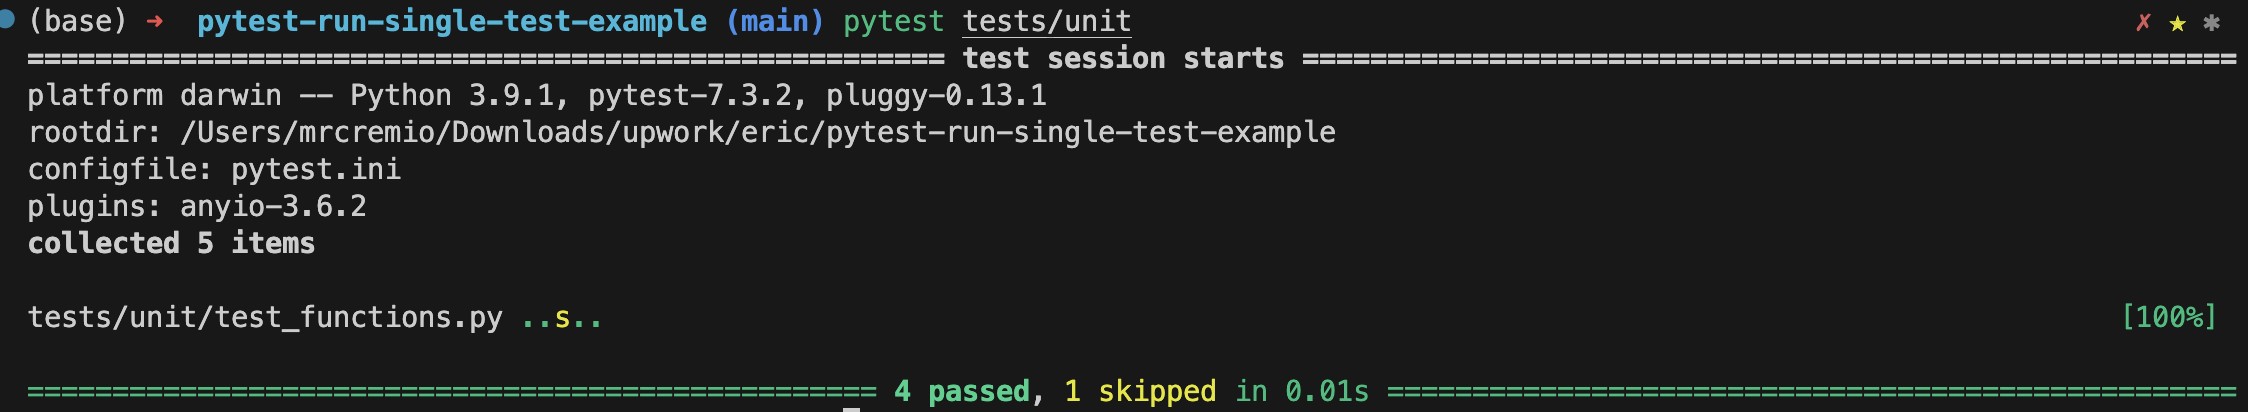 (base) ➜ pytest-run-single-test-example (main) pytest tests/unit ✗ ★ ✱
====================================================== test session starts =======================================================
platform darwin -- Python 3.9.1, pytest-7.3.2, pluggy-0.13.1
rootdir: /Users/mrcremio/Downloads/upwork/eric/pytest-run-single-test-example
configfile: pytest.ini
plugins: anyio-3.6.2
collected 5 items
tests/unit/test_functions.py ..s.. [100%]
================================================== 4 passed, 1 skipped in 0.01s ==================================================